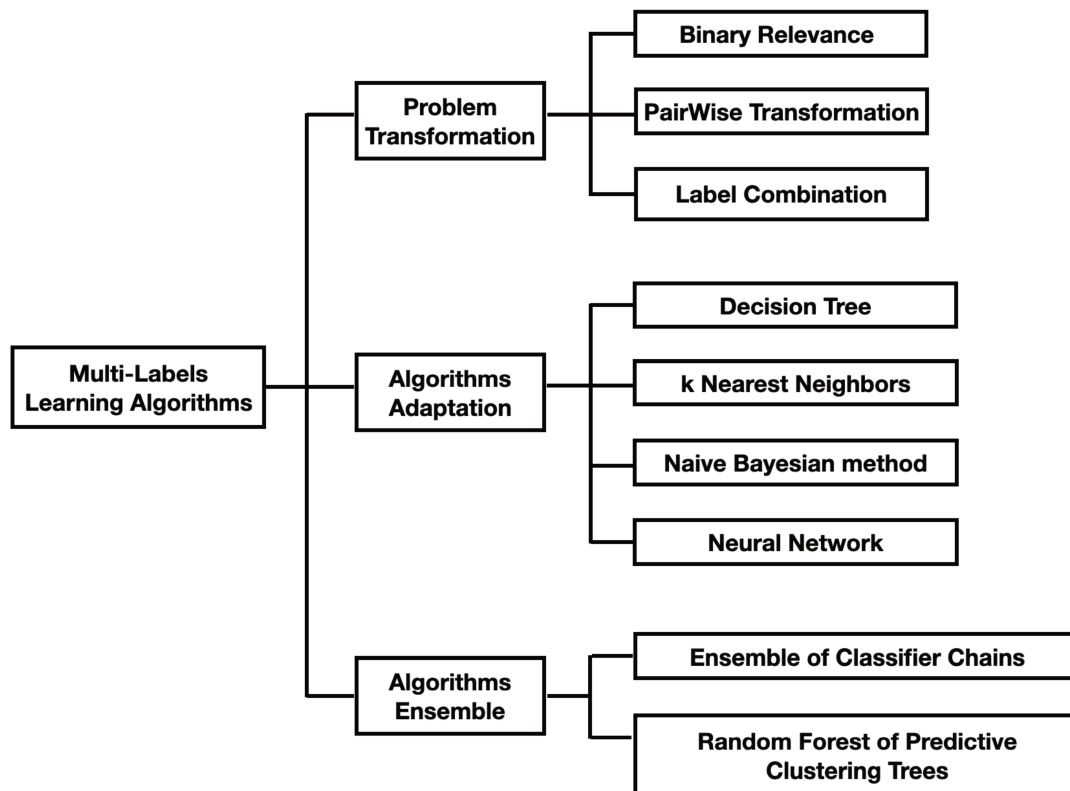 Multi-Labels
Learning Algorithms
Problem
Transformation
Binary Relevance
PairWise Transformation
Label Combination
Algorithms
Adaptation
Decision Tree
k Nearest Neighbors
Naive Bayesian method
Neural Network
Algorithms
Ensemble
Ensemble of Classifier Chains
Random Forest of Predictive
Clustering Trees